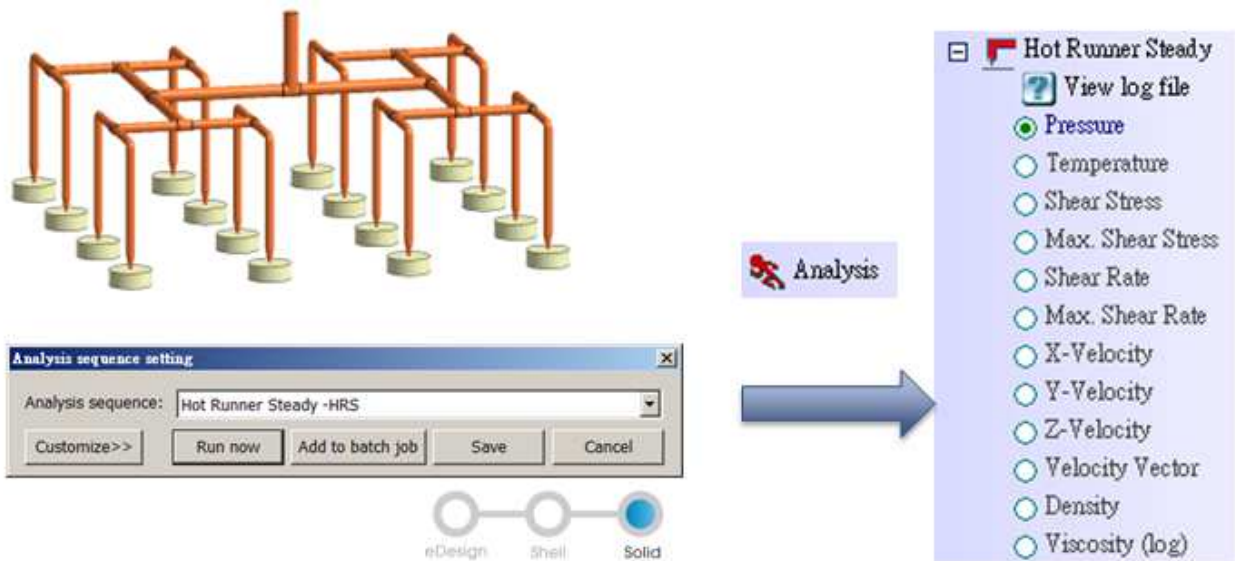 Analysis sequence setting
Analysis sequence:
Hot Runner Steady -HRS
Customize>>
Run now
Add to batch job
Save
Cancel
eDesign
Shell
Solid
Analysis
Hot Runner Steady
View log file
Pressure
Temperature
Shear Stress
Max. Shear Stress
Shear Rate
Max. Shear Rate
X-Velocity
Y-Velocity
Z-Velocity
Velocity Vector
Density
Viscosity (log)